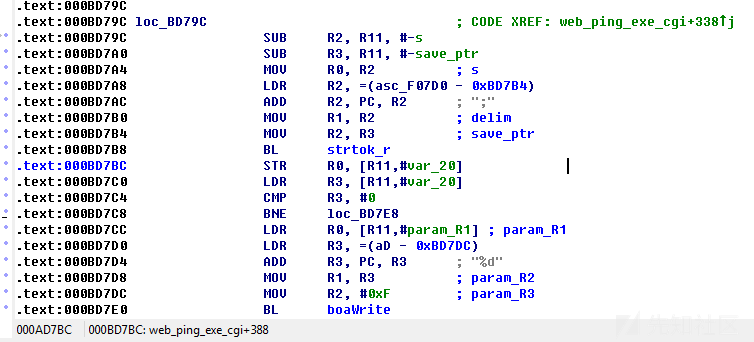 .text:000BD79C
.text:000BD79C loc_BD79C ; CODE XREF: web_ping_exe_cgi+338↑j
.text:000BD79C SUB R2, R11, #-s
.text:000BD7A0 SUB R3, R11, #-save_ptr
.text:000BD7A4 MOV R0, R2 ; s
.text:000BD7A8 LDR R2, =(asc_F07D0 - 0xBD7B4)
.text:000BD7AC ADD R2, PC, R2 ; ";"
.text:000BD7B0 MOV R1, R2 ; delim
.text:000BD7B4 MOV R2, R3 ; save_ptr
.text:000BD7B8 BL strtok_r
.text:000BD7BC STR R0, [R11,#var_20]
.text:000BD7C0 LDR R3, [R11,#var_20]
.text:000BD7C4 CMP R3, #0
.text:000BD7C8 BNE loc_BD7E8
.text:000BD7CC LDR R0, [R11,#param_R1] ; param_R1
.text:000BD7D0 LDR R3, =(aD - 0xBD7DC)
.text:000BD7D4 ADD R3, PC, R3 ; "%d"
.text:000BD7D8 MOV R1, R3 ; param_R2
.text:000BD7DC MOV R2, #0xF ; param_R3
.text:000BD7E0 BL boaWrite
000AD7BC 000BD7BC: web_ping_exe_cgi+388
先知社区